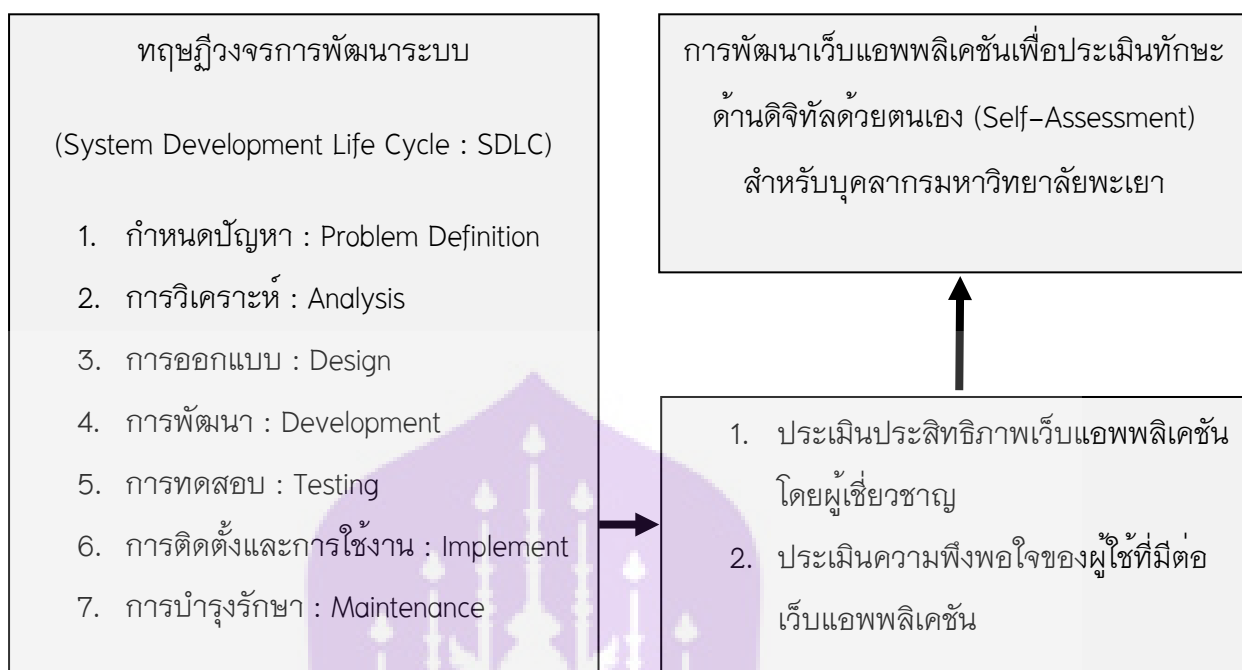 ทฤษฎีวงจรการพัฒนาระบบ
(System Development Life Cycle : SDLC)
1. กำหนดปัญหา : Problem Definition
2. การวิเคราะห์ : Analysis
3. การออกแบบ : Design
4. การพัฒนา : Development
5. การทดสอบ : Testing
6. การติดตั้งและการใช้งาน : Implement
7. การบำรุงรักษา : Maintenance
การพัฒนาเว็บแอพพลิเคชันเพื่อประเมินทักษะ
ด้านดิจิทัลด้วยตนเอง (Self-Assessment)
สำหรับบุคลากรมหาวิทยาลัยพะเยา
1. ประเมินประสิทธิภาพเว็บแอพพลิเคชัน
โดยผู้เชี่ยวชาญ
2. ประเมินความพึงพอใจของผู้ใช้ที่มีต่อ
เว็บแอพพลิเคชัน